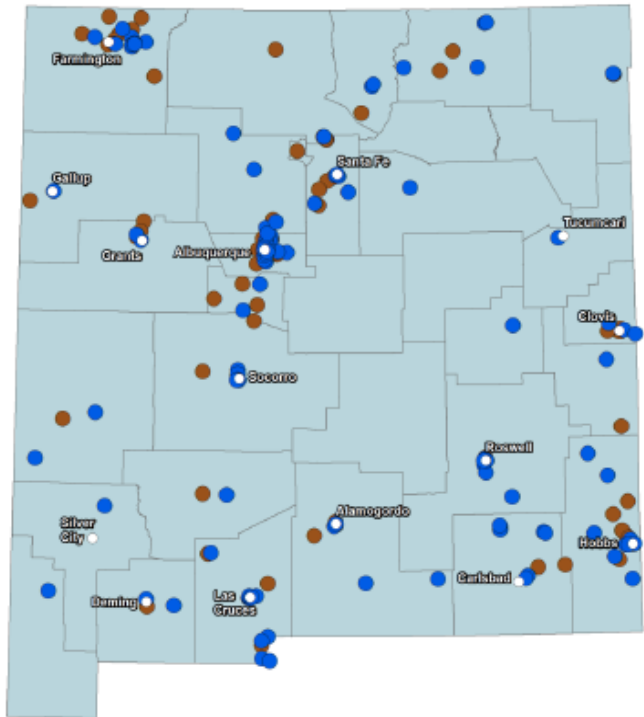 Farmington
Santa Fe
Gallup
Tucumcari
Albuquerque
Grants
Clovis
Socorro
Roswell
Alamogordo
Silver
City
Hobbs
Carlsbad
Las
Cruces
Deming